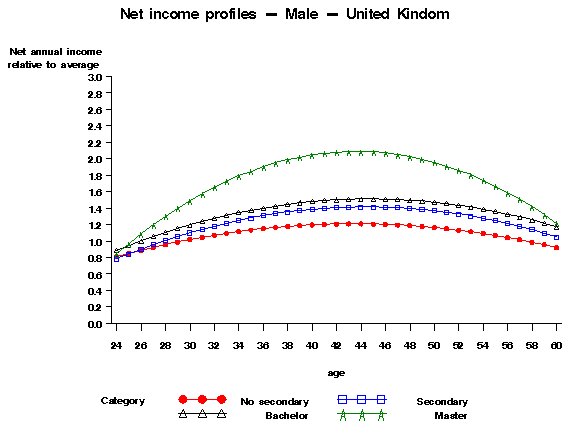 Net income profiles – Male – United Kindom
Net annual income
relative to average
3.0
2.8
2.6
2.4
2.2
2.0
1.8
1.6
1.4
1.2
1.0
0.8
0.6
0.4
0.2
0.0
24 26 28 30 32 34 36 38 40 42 44 46 48 50 52 54 56 58 60
age
Category No secondary Secondary
Bachelor Master